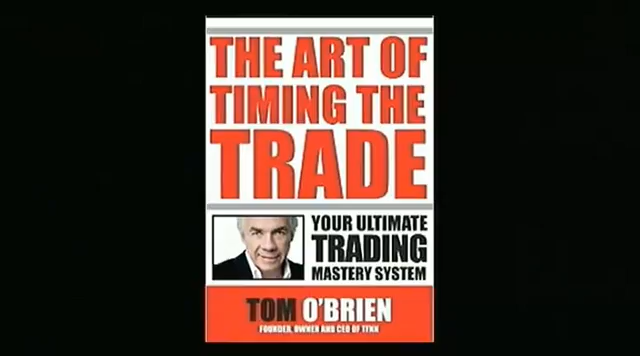 THE ART OF
TIMING THE
TRADE
YOUR ULTIMATE
TRADING
MASTERY SYSTEM
TOM O'BRIEN
FOUNDER, OWNER AND CEO OF TFNN